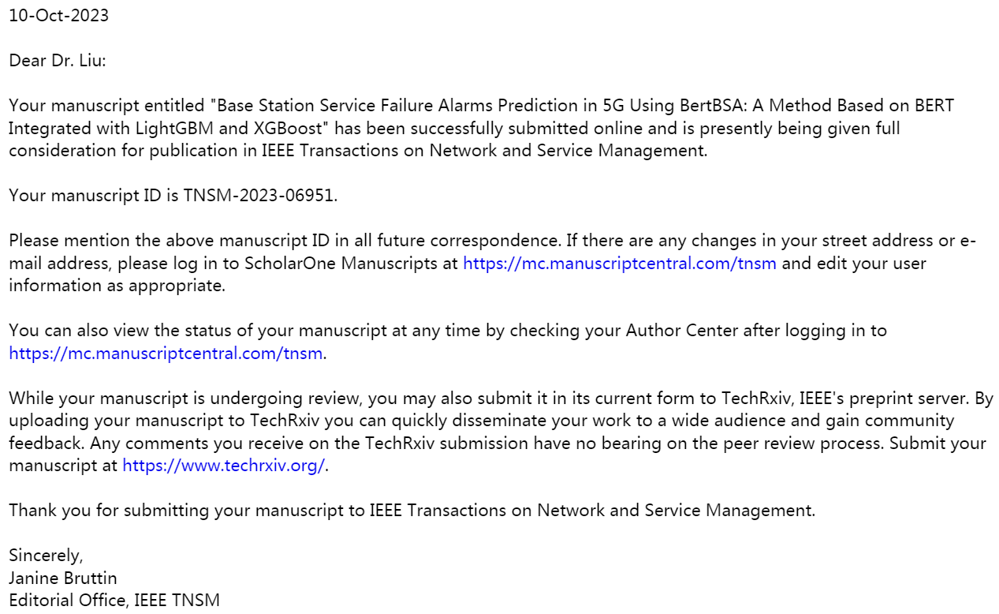 10-Oct-2023
Dear Dr. Liu:
Your manuscript entitled "Base Station Service Failure Alarms Prediction in 5G Using BertBSA: A Method Based on BERT
Integrated with LightGBM and XGBoost" has been successfully submitted online and is presently being given full
consideration for publication in IEEE Transactions on Network and Service Management.
Your manuscript ID is TNSM-2023-06951.
Please mention the above manuscript ID in all future correspondence. If there are any changes in your street address or e-
mail address, please log in to ScholarOne Manuscripts at https://mc.manuscriptcentral.com/tnsm and edit your user
information as appropriate.
You can also view the status of your manuscript at any time by checking your Author Center after logging in to
https://mc.manuscriptcentral.com/tnsm.
While your manuscript is undergoing review, you may also submit it in its current form to TechRxiv, IEEE's preprint server. By
uploading your manuscript to TechRxiv you can quickly disseminate your work to a wide audience and gain community
feedback. Any comments you receive on the TechRxiv submission have no bearing on the peer review process. Submit your
manuscript at https://www.techrxiv.org/.
Thank you for submitting your manuscript to IEEE Transactions on Network and Service Management.
Sincerely,
Janine Bruttin
Editorial Office, IEEE TNSM